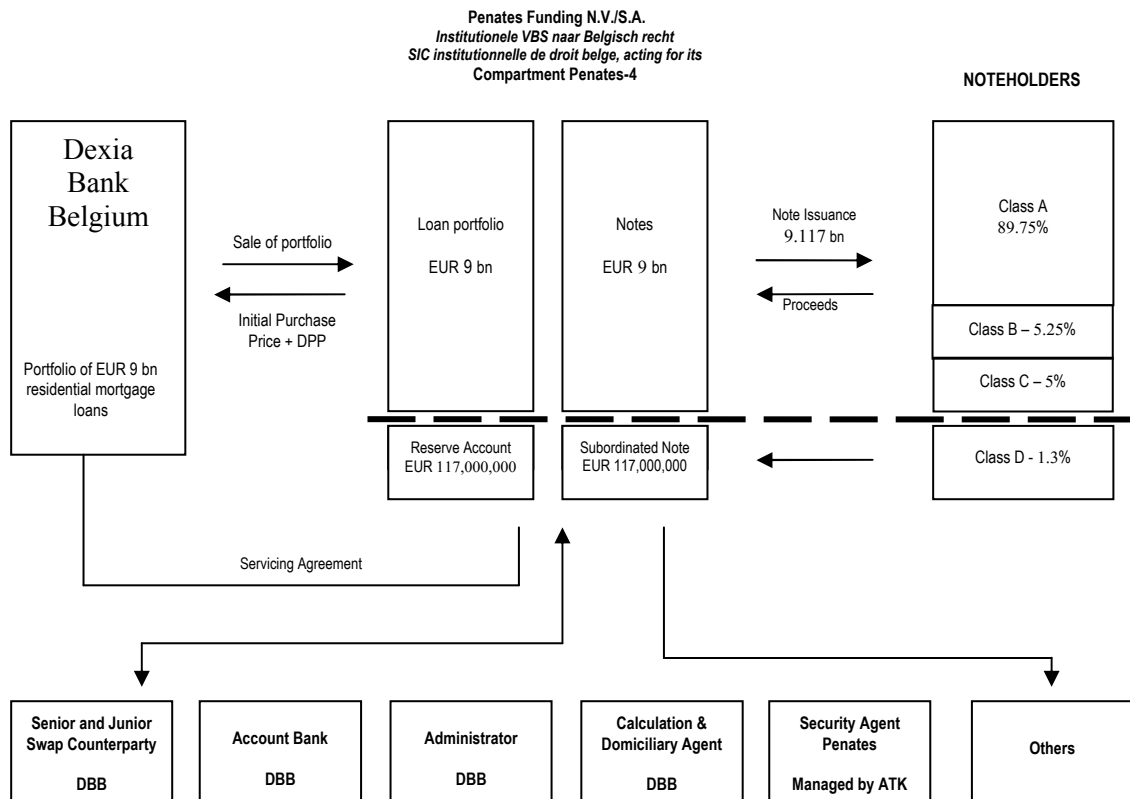 Penates Funding N.V./S.A.
Institutionele VBS naar Belgisch recht
SIC institutionnelle de droit belge, acting for its
Compartment Penates-4
NOTEHOLDERS
Dexia
Bank
Belgium
Portfolio of EUR 9 bn
residential mortgage
loans
Sale of portfolio
Initial Purchase
Price + DPP
Loan portfolio
EUR 9 bn
Notes
EUR 9 bn
Note Issuance
9.117 bn
Proceeds
Class A
89.75%
Class B – 5.25%
Class C – 5%
Reserve Account
EUR 117,000,000
Subordinated Note
EUR 117,000,000
Class D - 1.3%
Servicing Agreement
Senior and Junior
Swap Counterparty
DBB
Account Bank
DBB
Administrator
DBB
Calculation &
Domiciliary Agent
DBB
Security Agent
Penates
Managed by ATK
Others